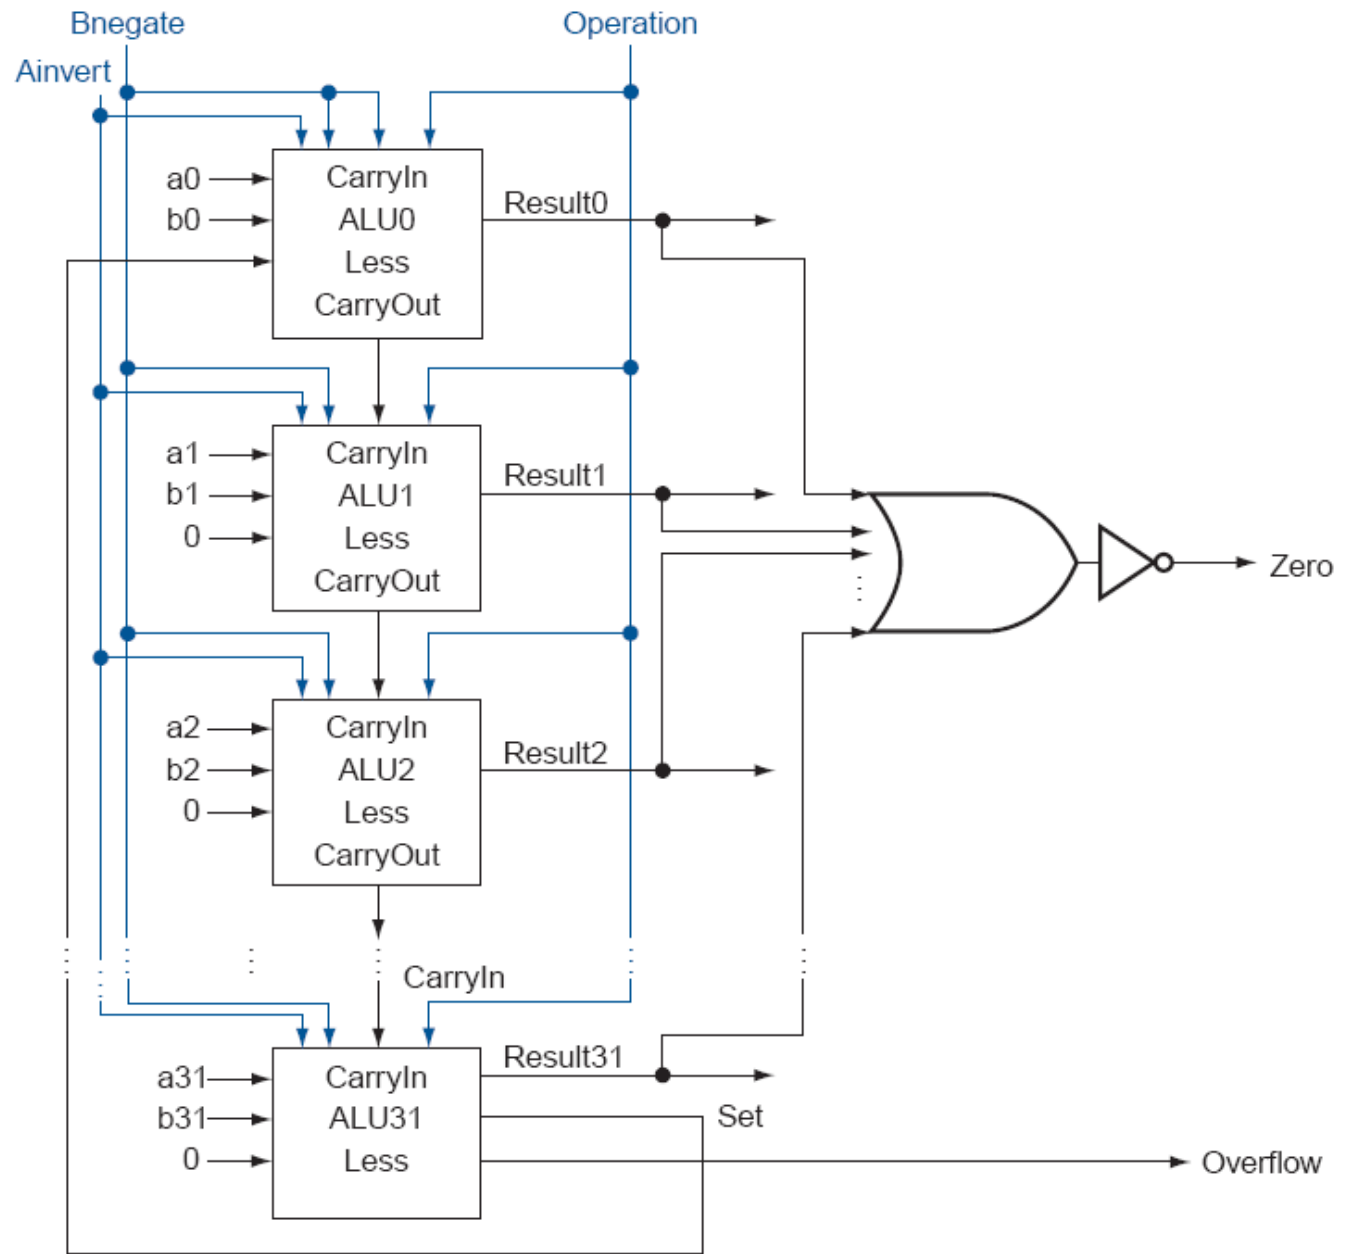 Bnegate
Operation
Ainvert
a0
CarryIn
b0
ALU0
Result0
Less
CarryOut
a1
CarryIn
b1
ALU1
Result1
0
Less
CarryOut
Zero
a2
CarryIn
b2
ALU2
Result2
0
Less
CarryOut
CarryIn
a31
CarryIn
Result31
b31
ALU31
Set
0
Less
Overflow